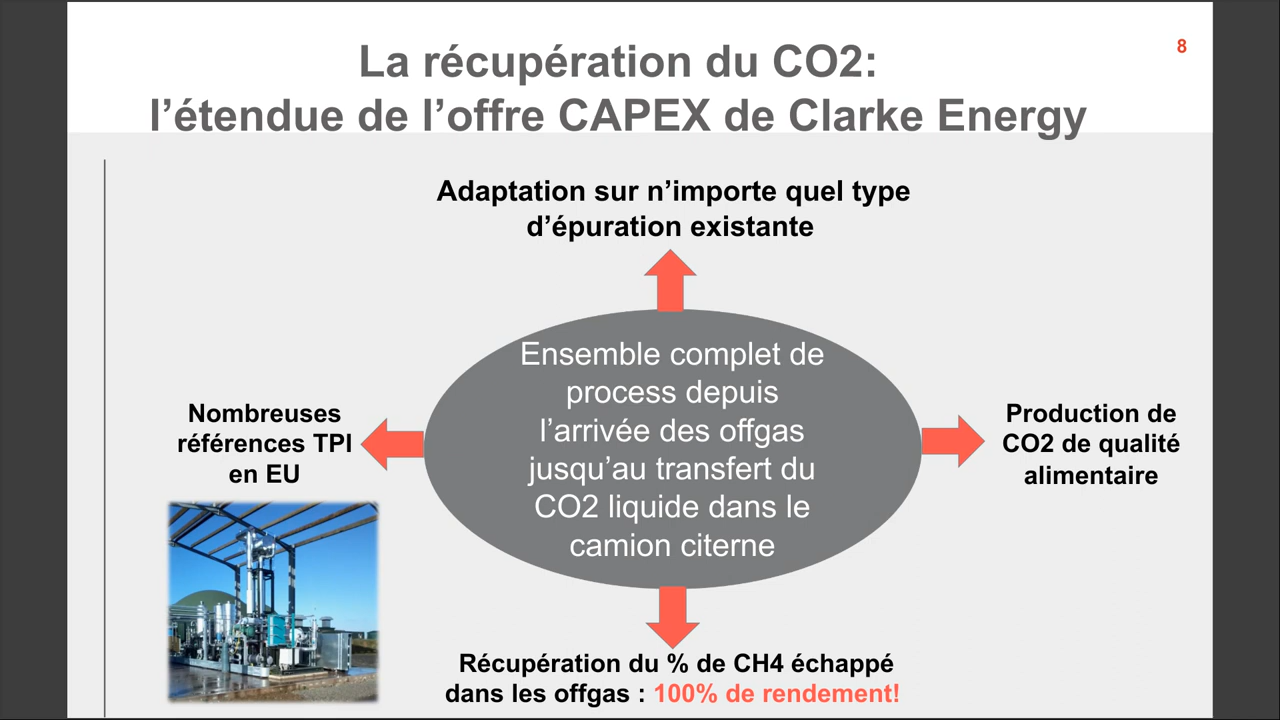 8
La récupération du CO2:
l’étendue de l’offre CAPEX de Clarke Energy
Adaptation sur n’importe quel type
d’épuration existante
Ensemble complet de
process depuis
l’arrivée des offgas
jusqu’au transfert du
CO2 liquide dans le
camion citerne
Nombreuses
références TPI
en EU
Production de
CO2 de qualité
alimentaire
Récupération du % de CH4 échappé
dans les offgas : 100% de rendement!